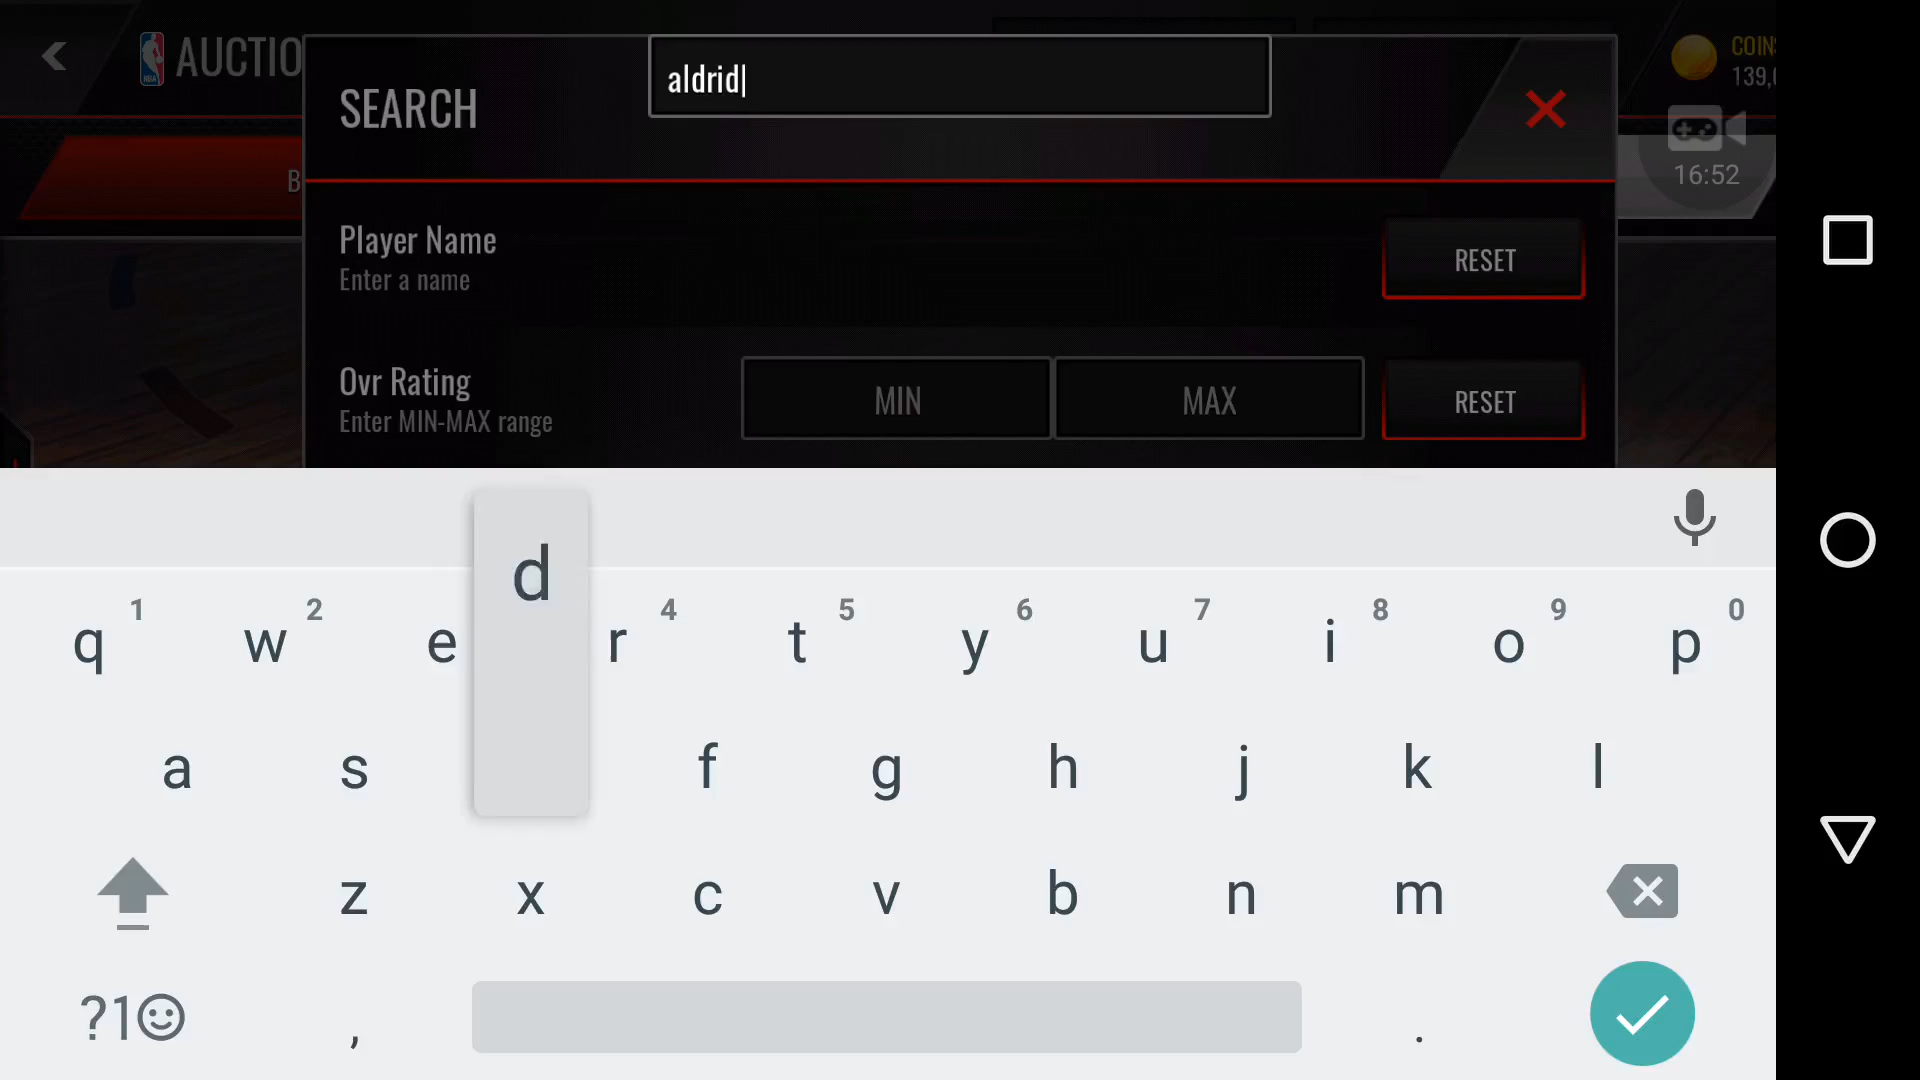 AUCTIO
SEARCH
aldrid
COINS
139,
16:52
B
Player Name
Enter a name
RESET
Ovr Rating
Enter MIN-MAX range
MIN
MAX
RESET
d
1 2 4 5 6 7 8 9 0
q w e r t y u i o p
a s f g h j k l
z x c v b n m
?1 , .